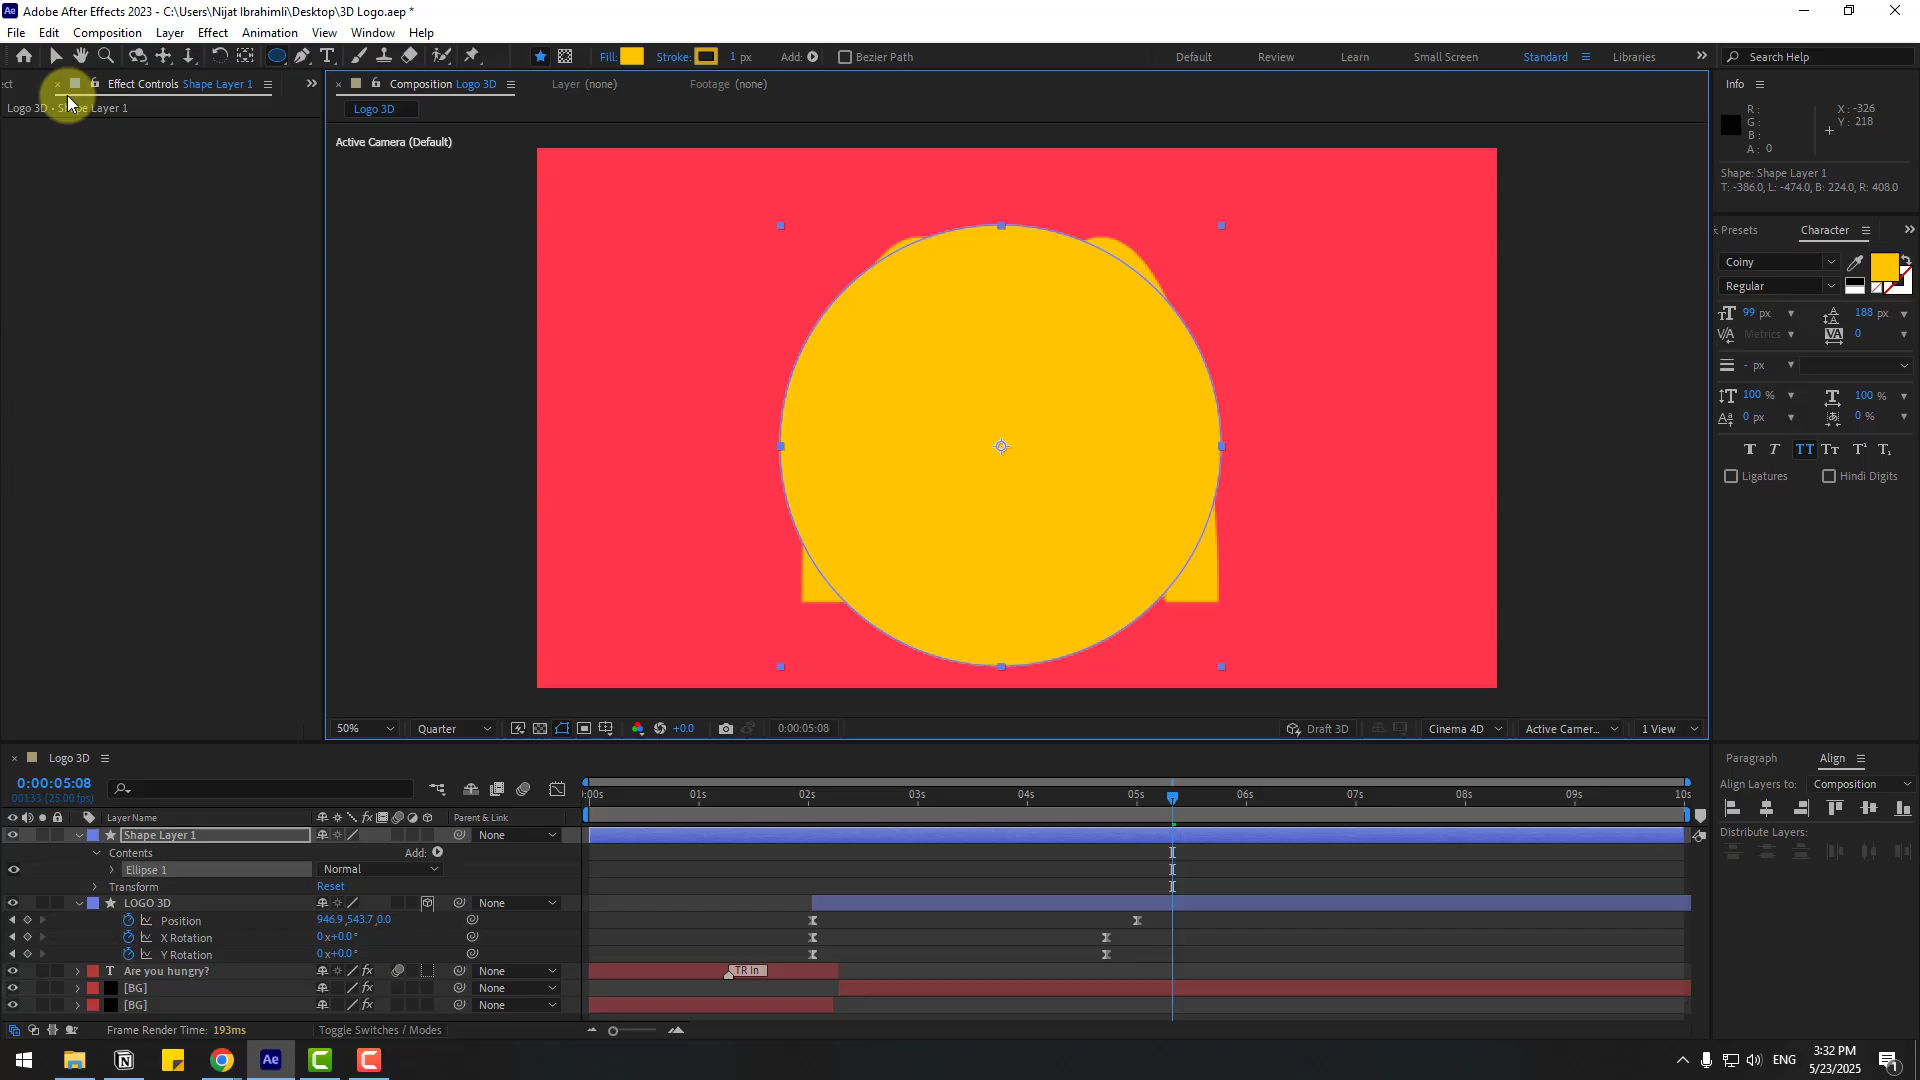 Adobe After Effects 2023 - C:\Users\Nijat Ibrahimli\Desktop\3D Logo.aep *
File Edit Composition Layer Effect Animation View Window Help
Fill: Stroke: 1 px Add: Bezier Path Default Review Learn Small Screen Standard Libraries Search Help
ect Effect Controls Shape Layer 1
Logo 3D • Shape Layer 1
Composition Logo 3D Layer (none) Footage (none)
Logo 3D
Active Camera (Default)
Info
R : X : -326
G : Y : 218
B :
A : 0
Shape: Shape Layer 1
T: -386.0, L: -474.0, B: 224.0, R: 408.0
Presets Character
Coiny
Regular
99 px 188 px
Metrics 0
- px
100 % 100 %
0 px 0 %
Ligatures Hindi Digits
50% Quarter +0.0 0:00:05:08 Draft 3D Cinema 4D Active Camer... 1 View
Logo 3D
0:00:05:08
00133 (25.00 fps)
:00s 01s 02s 03s 04s 05s 06s 07s 08s 09s 10s
Layer Name Parent & Link
Shape Layer 1 None
Contents Add:
Ellipse 1 Normal
Transform Reset
LOGO 3D None
Position 946.9,543.7,0.0
X Rotation 0x+0.0°
Y Rotation 0x+0.0°
Are you hungry? None TR In
[BG] None
[BG] None
Frame Render Time: 193ms Toggle Switches / Modes
Paragraph Align
Align Layers to: Composition
Distribute Layers:
ENG
3:32 PM
5/23/2025
1